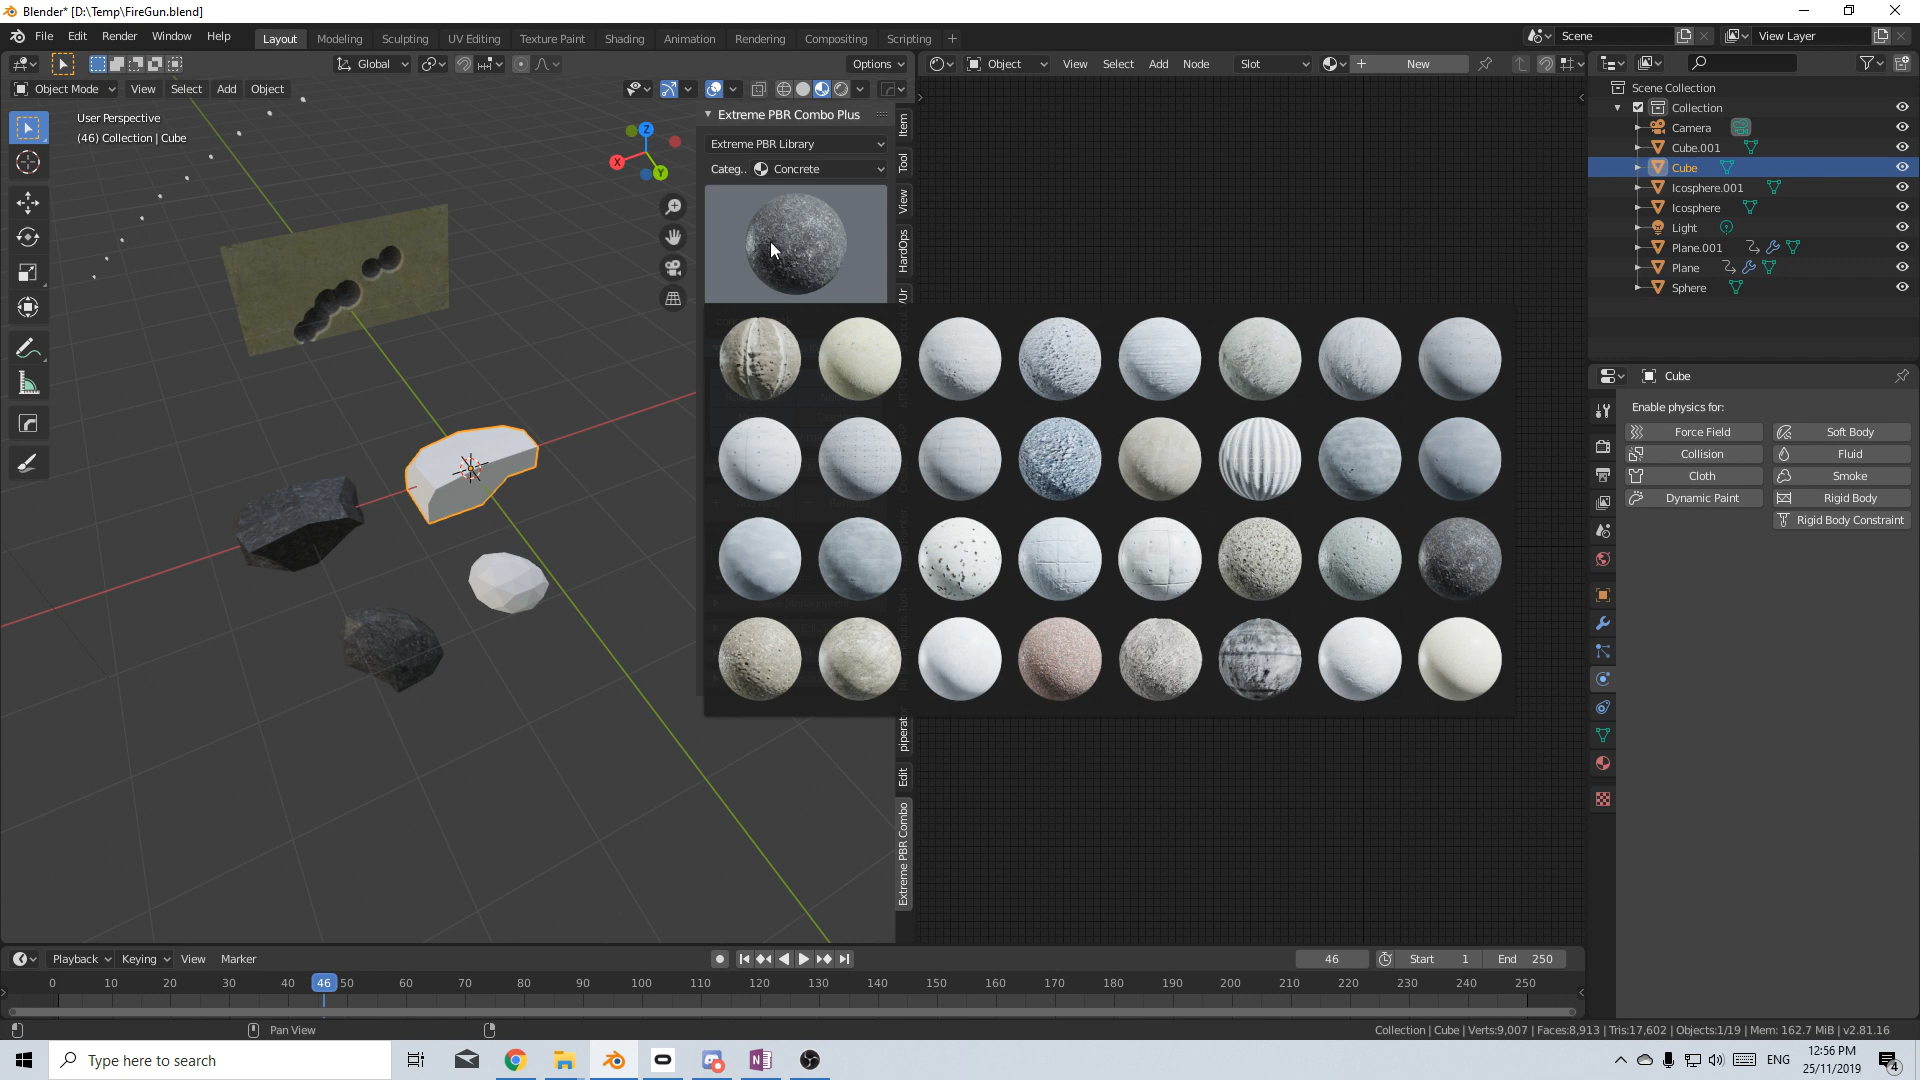 Blender* [D:\Temp\FireGun.blend]
File Edit Render Window Help
Layout Modeling Sculpting UV Editing Texture Paint Shading Animation Rendering Compositing Scripting +
Scene
View Layer
Global
Options
Object View Select Add Node Slot New
Object Mode View Select Add Object
User Perspective
(46) Collection | Cube
Z
X
Y
Extreme PBR Combo Plus
Extreme PBR Library
Categ.. Concrete
Item
Tool
View
HardOps
/Ur
piperat
Edit
Extreme PBR Combo
Scene Collection
Collection
Camera
Cube.001
Cube
Icosphere.001
Icosphere
Light
Plane.001
Plane
Sphere
Cube
Enable physics for:
Force Field Soft Body
Collision Fluid
Cloth Smoke
Dynamic Paint Rigid Body
Rigid Body Constraint
Playback Keying View Marker
46 Start 1 End 250
0 10 20 30 40 46 50 60 70 80 90 100 110 120 130 140 150 160 170 180 190 200 210 220 230 240 250
Pan View
Collection | Cube | Verts:9,007 | Faces:8,913 | Tris:17,602 | Objects:1/19 | Mem: 162.7 MiB | v2.81.16
Type here to search
ENG
12:56 PM
25/11/2019
4